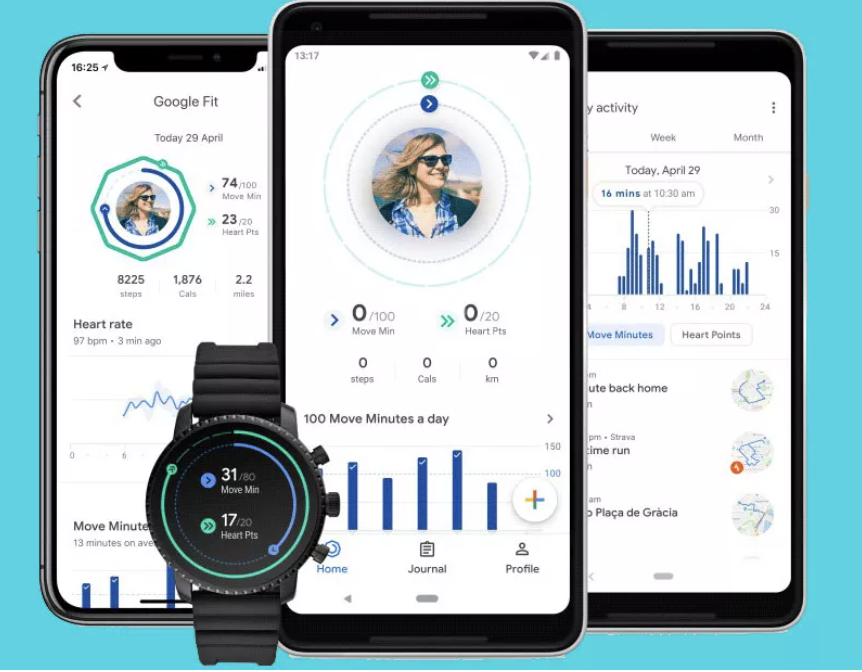 16:25
Google Fit
Today 29 April
74/100
Move Min
23/20
Heart Pts
8225
steps
1,876
Cals
2.2
miles
Heart rate
97 bpm • 3 min ago
0
6
Move Minute
13 minutes on ave
31/80
Move Min
17/20
Heart Pts
13:17
0/100
Move Min
0/20
Heart Pts
0
steps
0
Cals
0
km
100 Move Minutes a day
150
100
Home
Journal
Profile
y activity
Week
Month
Today, April 29
16 mins at 10:30 am
30
15
4 8 12 16 20 24
Move Minutes
Heart Points
m
ute back home
m
pm • Strava
time run
m
am
o Plaça de Gràcia